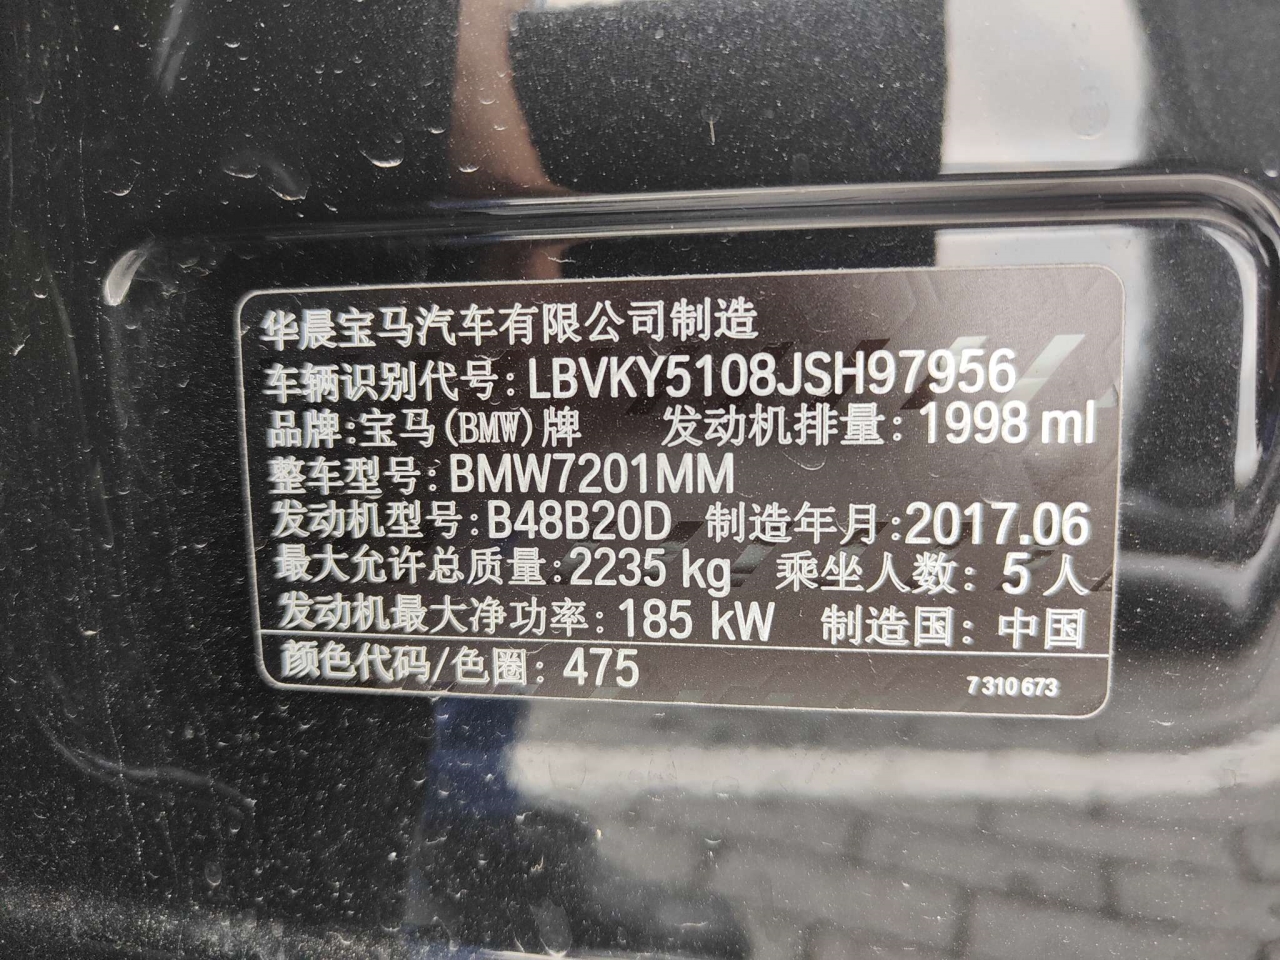 华晨宝马汽车有限公司制造
车辆识别代号: LBVKY5108JSH97956
品牌:宝马(BMW)牌 发动机排量: 1998 ml
整车型号: BMW7201MM
发动机型号: B48B20D 制造年月:2017.06
最大允许总质量:2235 kg 乘坐人数: 5 人
发动机最大净功率: 185 kW 制造国: 中国
颜色代码/色圈: 475
7 310 673